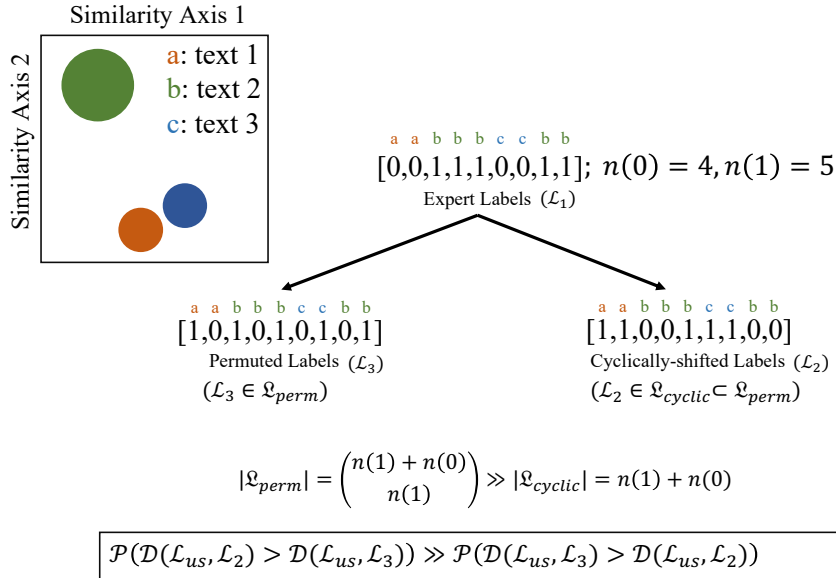 Similarity Axis 1
Similarity Axis 2
a: text 1
b: text 2
c: text 3
a a b b b c c b b
[0,0,1,1,1,0,0,1,1]; n(0) = 4, n(1) = 5
Expert Labels (ℒ₁)
a a b b b c c b b
[1,0,1,0,1,0,1,0,1]
Permuted Labels (ℒ₃)
(ℒ₃ ∈ 𝔏_perm)
a a b b b c c b b
[1,1,0,0,1,1,1,0,0]
Cyclically-shifted Labels (ℒ₂)
(ℒ₂ ∈ 𝔏_cyclic ⊂ 𝔏_perm)
|𝔏_perm| = (n(1) + n(0) n(1)) ≫ |𝔏_cyclic| = n(1) + n(0)
𝒫(𝒟(ℒ_us, ℒ₂) > 𝒟(ℒ_us, ℒ₃)) ≫ 𝒫(𝒟(ℒ_us, ℒ₃) > 𝒟(ℒ_us, ℒ₂))